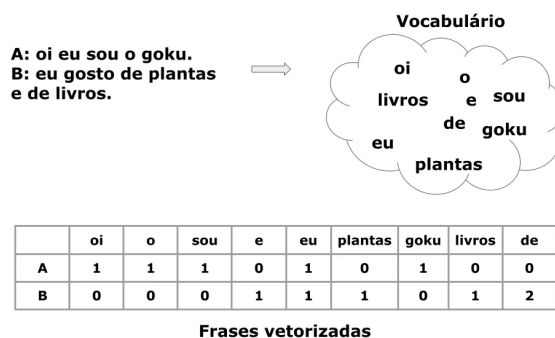 Vocabulário
A: oi eu sou o goku.
B: eu gosto de plantas
e de livros.
oi
o
livros
e
sou
de
goku
eu
plantas
oi o sou e eu plantas goku livros de
A 1 1 1 0 1 0 1 0 0
B 0 0 0 1 1 1 0 1 2
Frases vetorizadas